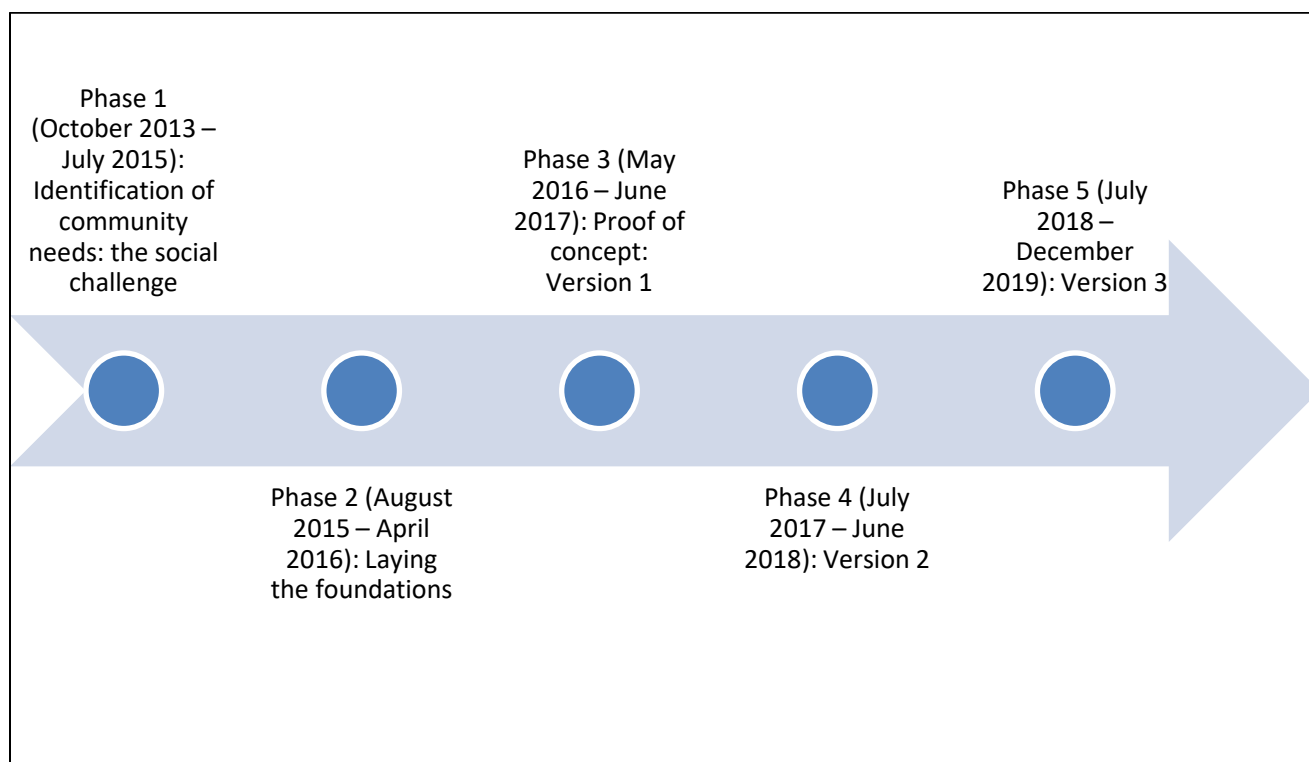 Phase 1
(October 2013 –
July 2015):
Identification of
community
needs: the social
challenge
Phase 2 (August
2015 – April
2016): Laying
the foundations
Phase 3 (May
2016 – June
2017): Proof of
concept:
Version 1
Phase 4 (July
2017 – June
2018): Version 2
Phase 5 (July
2018 –
December
2019): Version 3